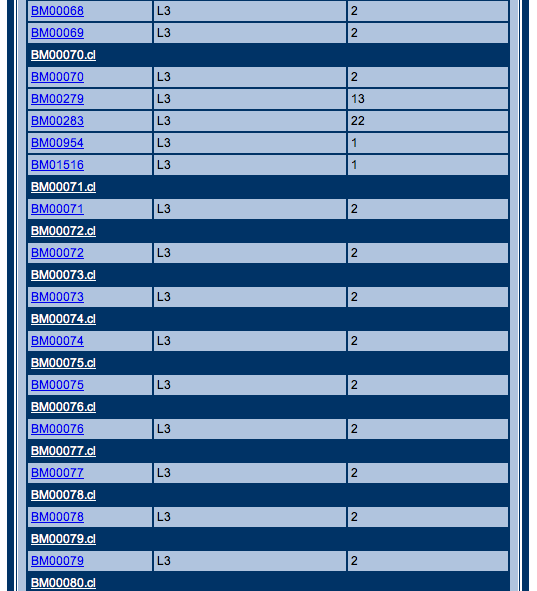 BM00068 L3 2
BM00069 L3 2
BM00070.cl
BM00070 L3 2
BM00279 L3 13
BM00283 L3 22
BM00954 L3 1
BM01516 L3 1
BM00071.cl
BM00071 L3 2
BM00072.cl
BM00072 L3 2
BM00073.cl
BM00073 L3 2
BM00074.cl
BM00074 L3 2
BM00075.cl
BM00075 L3 2
BM00076.cl
BM00076 L3 2
BM00077.cl
BM00077 L3 2
BM00078.cl
BM00078 L3 2
BM00079.cl
BM00079 L3 2
BM00080.cl